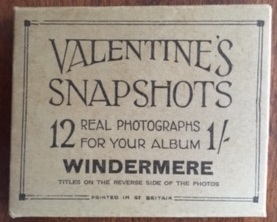 VALENTINE'S
SNAPSHOTS
12 REAL PHOTOGRAPHS
FOR YOUR ALBUM 1/-
WINDERMERE
TITLES ON THE REVERSE SIDE OF THE PHOTOS
PRINTED IN GT BRITAIN